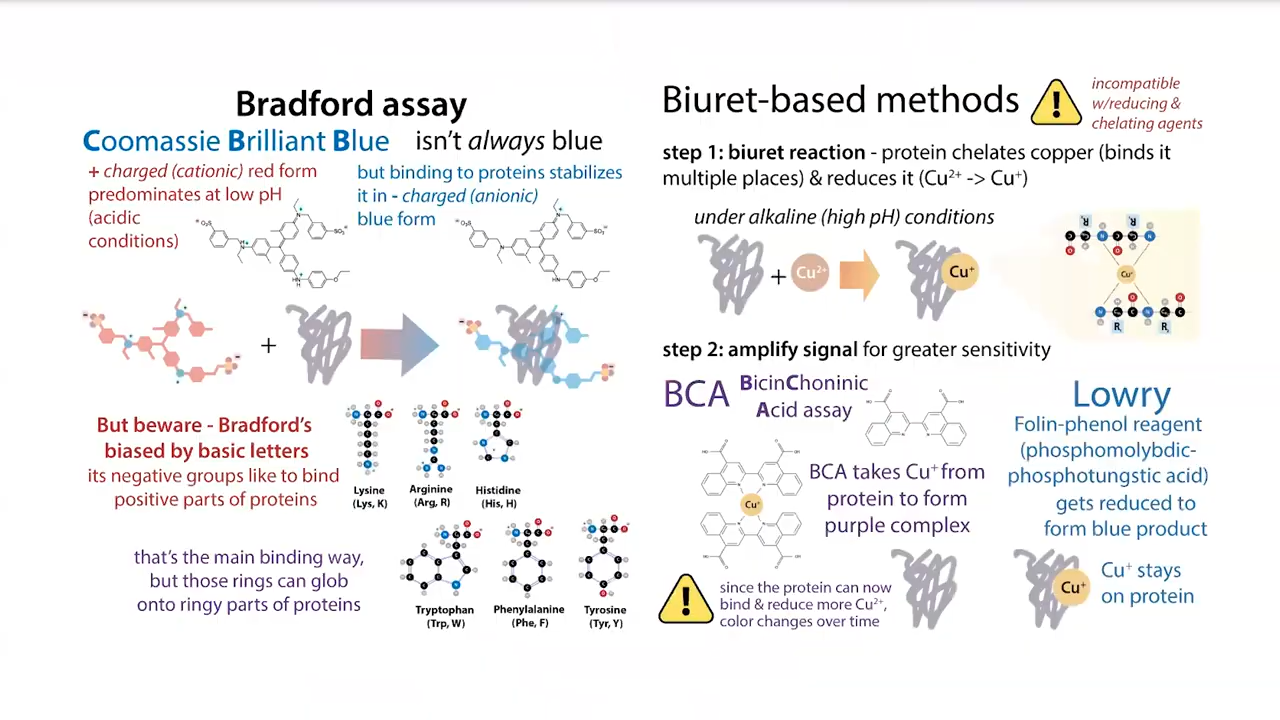 Bradford assay
Coomassie Brilliant Blue isn't always blue
+ charged (cationic) red form
predominates at low pH
(acidic
conditions)
but binding to proteins stabilizes
it in - charged (anionic)
blue form
+
But beware - Bradford's
biased by basic letters
its negative groups like to bind
positive parts of proteins
Lysine
(Lys, K)
Arginine
(Arg, R)
Histidine
(His, H)
that's the main binding way,
but those rings can glob
onto ringy parts of proteins
Tryptophan
(Trp, W)
Phenylalanine
(Phe, F)
Tyrosine
(Tyr, Y)
Biuret-based methods
!
incompatible
w/reducing &
chelating agents
step 1: biuret reaction - protein chelates copper (binds it
multiple places) & reduces it (Cu²⁺ -> Cu⁺)
under alkaline (high pH) conditions
+
Cu²⁺
Cu⁺
Cu⁺
step 2: amplify signal for greater sensitivity
BCA
BicinChoninic
Acid assay
Cu⁺
BCA takes Cu⁺ from
protein to form
purple complex
!
since the protein can now
bind & reduce more Cu²⁺,
color changes over time
Lowry
Folin-phenol reagent
(phosphomolybdic-
phosphotungstic acid)
gets reduced to
form blue product
Cu⁺
Cu⁺ stays
on protein